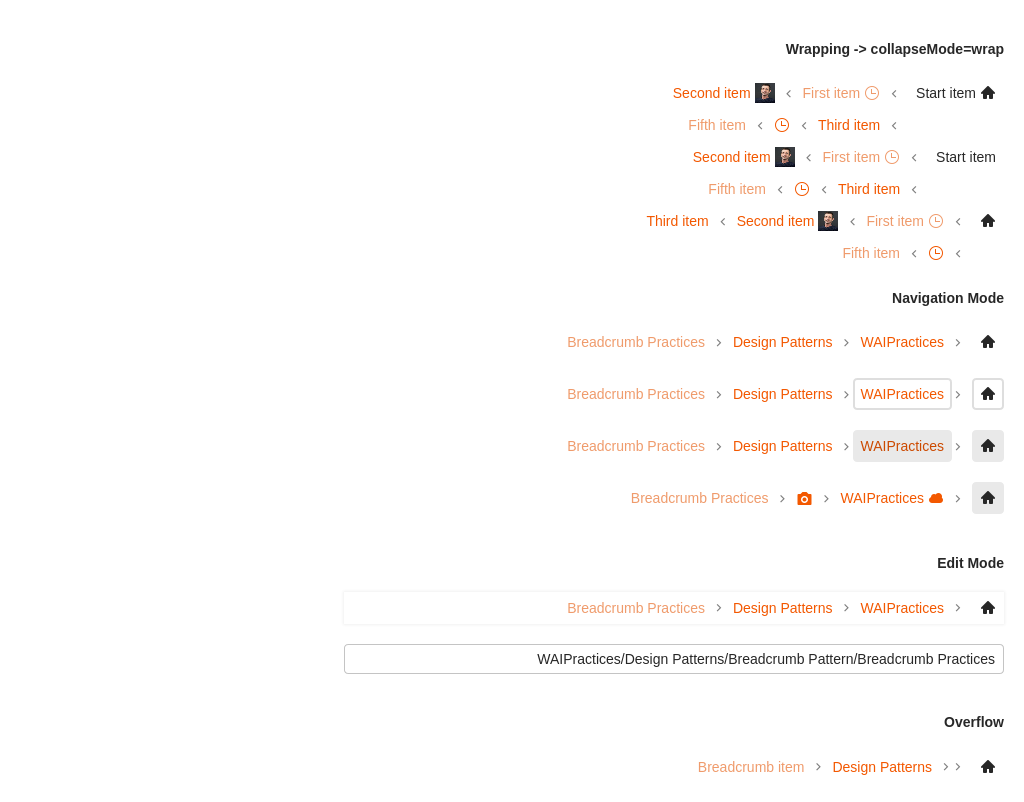 Wrapping -> collapseMode=wrap
Second item First item Start item
Fifth item Third item
Second item First item Start item
Fifth item Third item
Third item Second item First item
Fifth item
Navigation Mode
Breadcrumb Practices Design Patterns WAIPractices
Breadcrumb Practices Design Patterns WAIPractices
Breadcrumb Practices Design Patterns WAIPractices
Breadcrumb Practices WAIPractices
Edit Mode
Breadcrumb Practices Design Patterns WAIPractices
WAIPractices/Design Patterns/Breadcrumb Pattern/Breadcrumb Practices
Overflow
Breadcrumb item Design Patterns